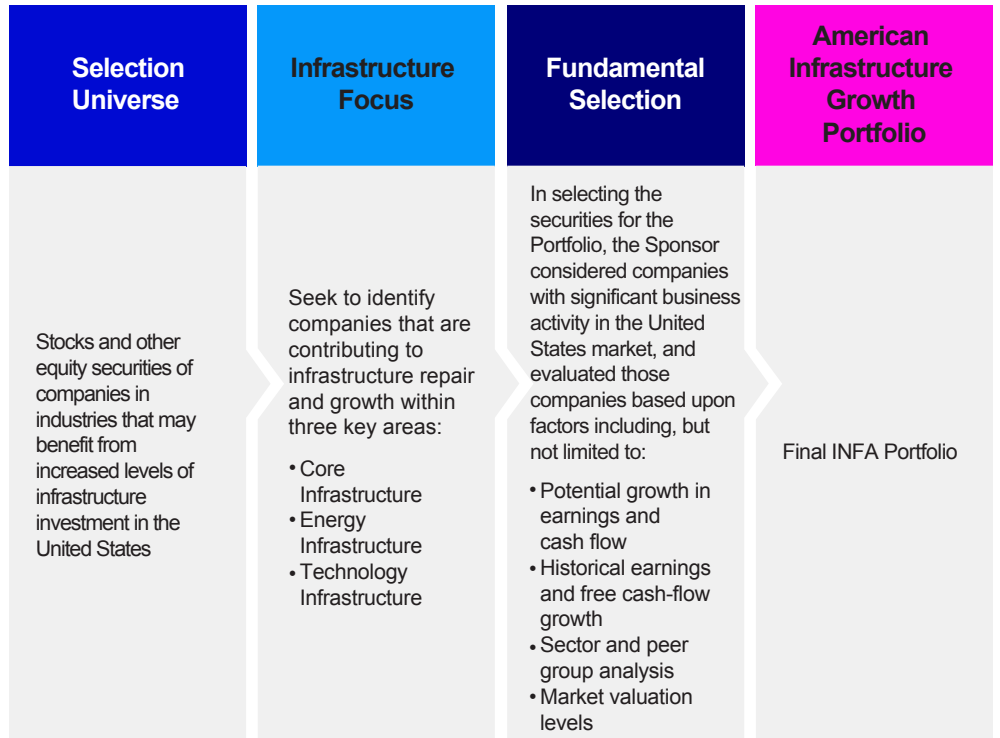 Selection
Universe
Stocks and other
equity securities of
companies in
industries that may
benefit from
increased levels of
infrastructure
investment in the
United States
Infrastructure
Focus
Seek to identify
companies that are
contributing to
infrastructure repair
and growth within
three key areas:
• Core
Infrastructure
• Energy
Infrastructure
• Technology
Infrastructure
Fundamental
Selection
In selecting the
securities for the
Portfolio, the Sponsor
considered companies
with significant business
activity in the United
States market, and
evaluated those
companies based upon
factors including, but
not limited to:
• Potential growth in
earnings and
cash flow
• Historical earnings
and free cash-flow
growth
• Sector and peer
group analysis
• Market valuation
levels
American
Infrastructure
Growth
Portfolio
Final INFA Portfolio